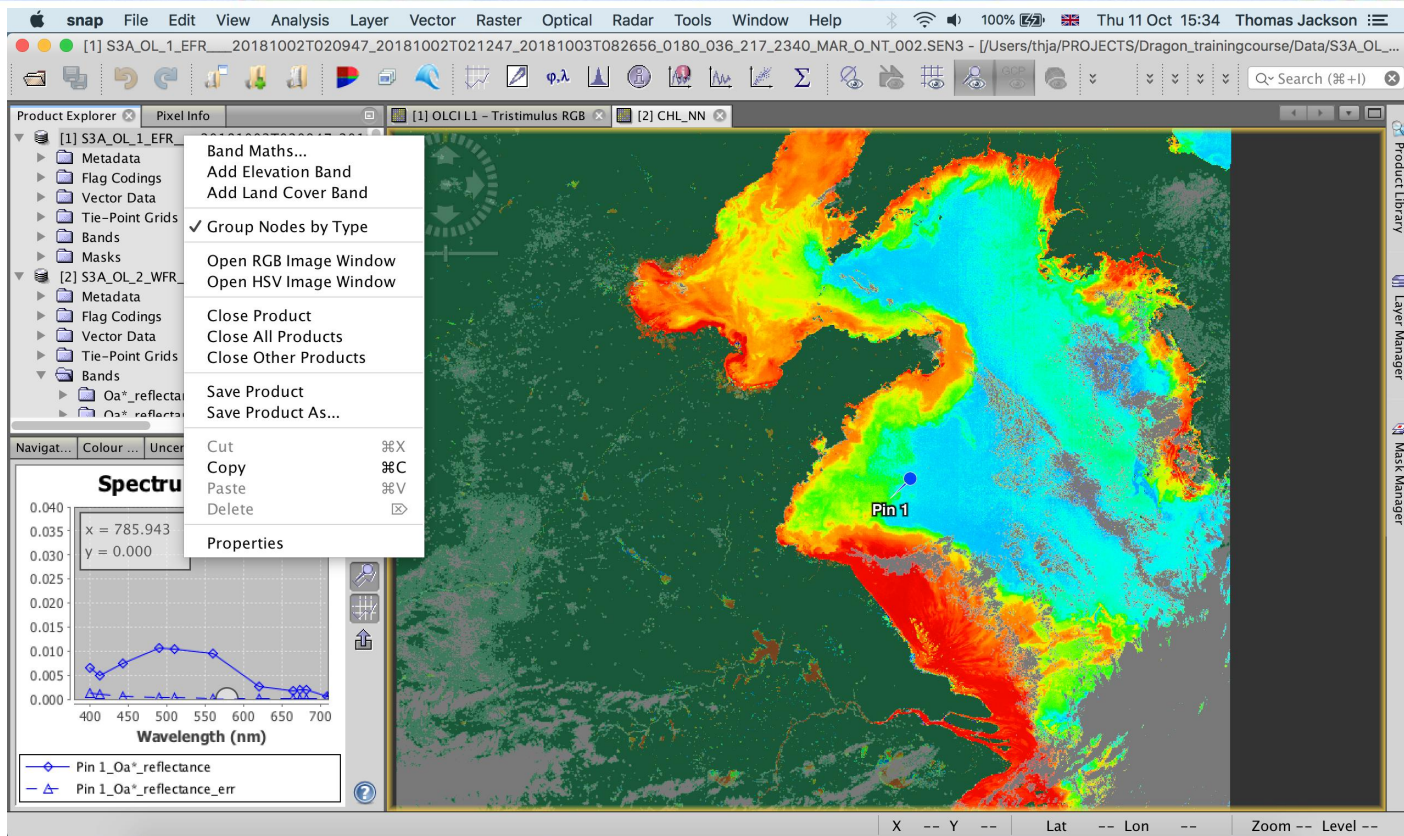 snap File Edit View Analysis Layer Vector Raster Optical Radar Tools Window Help 100% Thu 11 Oct 15:34 Thomas Jackson
[1] S3A_OL_1_EFR____20181002T020947_20181002T021247_20181003T082656_0180_036_217_2340_MAR_O_NT_002.SEN3 - [/Users/thja/PROJECTS/Dragon_trainingcourse/Data/S3A_OL_...
φ,λ Σ GCP Search (⌘+I)
Product Explorer Pixel Info [1] OLCI L1 – Tristimulus RGB [2] CHL_NN
[1] S3A_OL_1_EFR_
Metadata
Flag Codings
Vector Data
Tie-Point Grids
Bands
Masks
[2] S3A_OL_2_WFR_
Metadata
Flag Codings
Vector Data
Tie-Point Grids
Bands
Oa*_reflectar
Oa*_reflectar
Band Maths...
Add Elevation Band
Add Land Cover Band
✓ Group Nodes by Type
Open RGB Image Window
Open HSV Image Window
Close Product
Close All Products
Close Other Products
Save Product
Save Product As...
Cut ⌘X
Copy ⌘C
Paste ⌘V
Delete ⌦
Properties
Navigat... Colour ... Uncer
Spectru
x = 785.943
y = 0.000
0.040
0.035
0.030
0.025
0.020
0.015
0.010
0.005
0.000
400 450 500 550 600 650 700
Wavelength (nm)
Pin 1_Oa*_reflectance
Pin 1_Oa*_reflectance_err
Pin 1
Product Library
Layer Manager
Mask Manager
X -- Y -- Lat -- Lon -- Zoom -- Level --